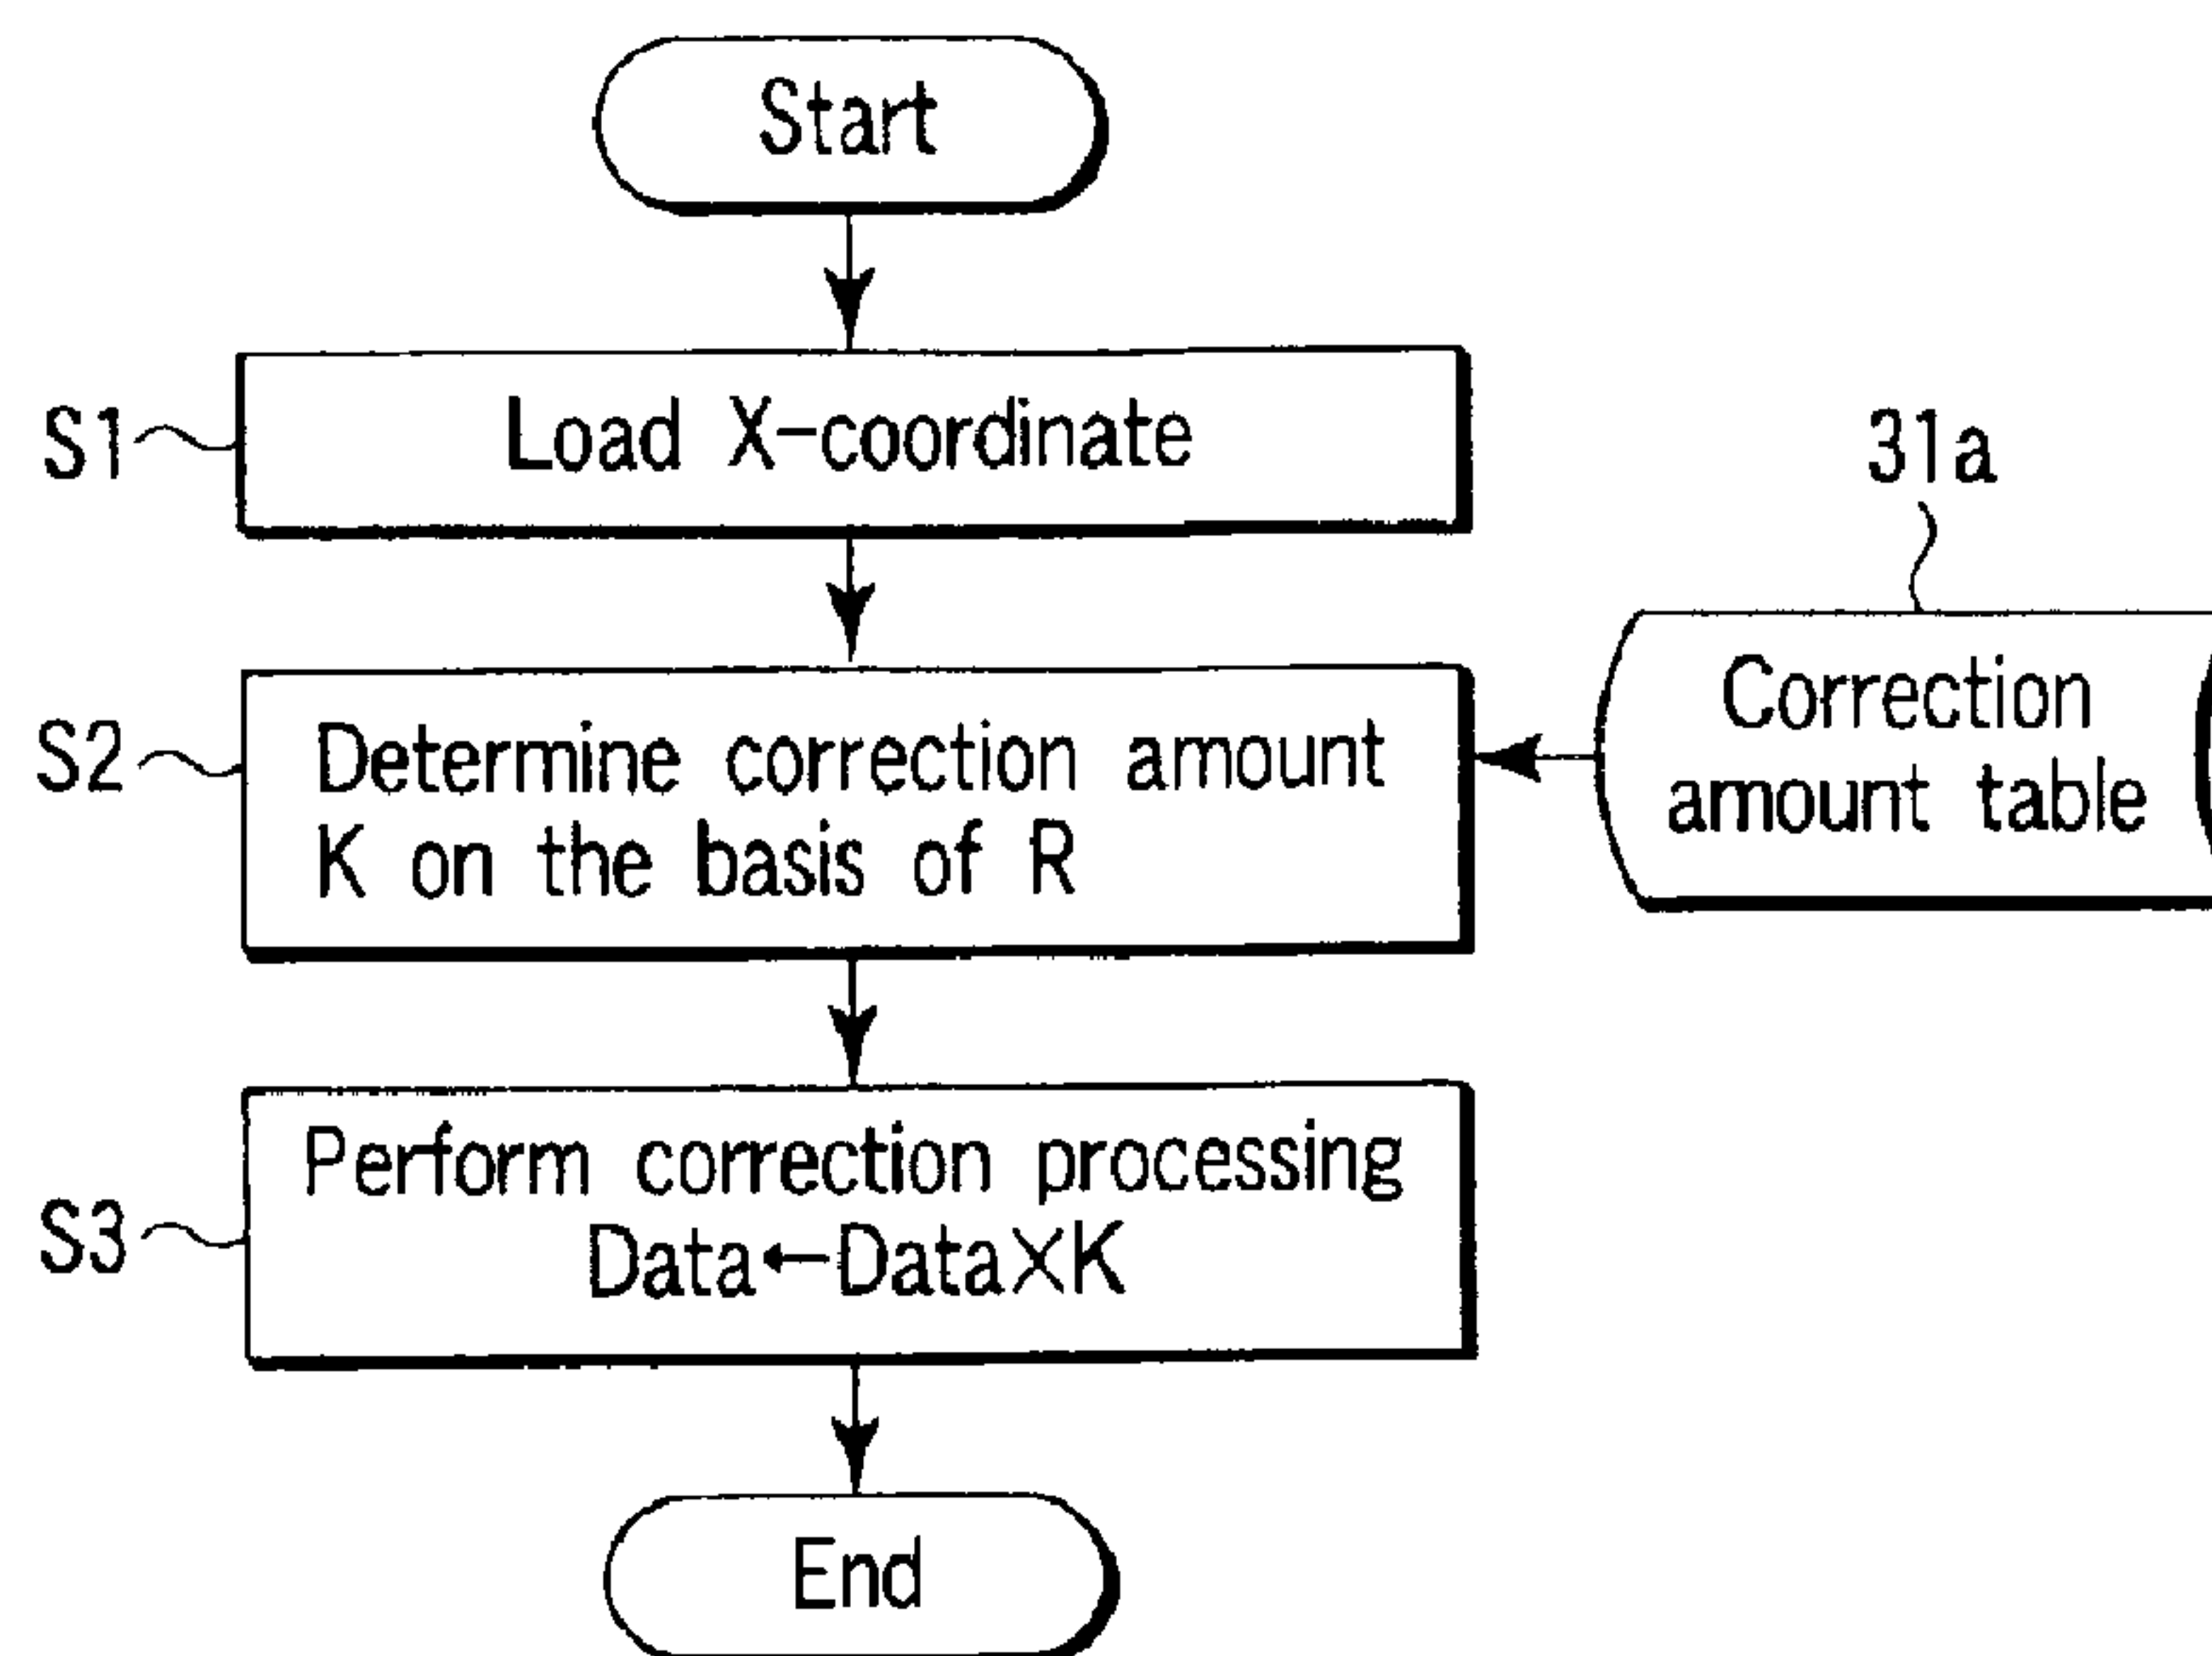 Start
S1
Load X-coordinate
31a
S2
Determine correction amount
K on the basis of R
Correction
amount table
S3
Perform correction processing
Data←Data×K
End